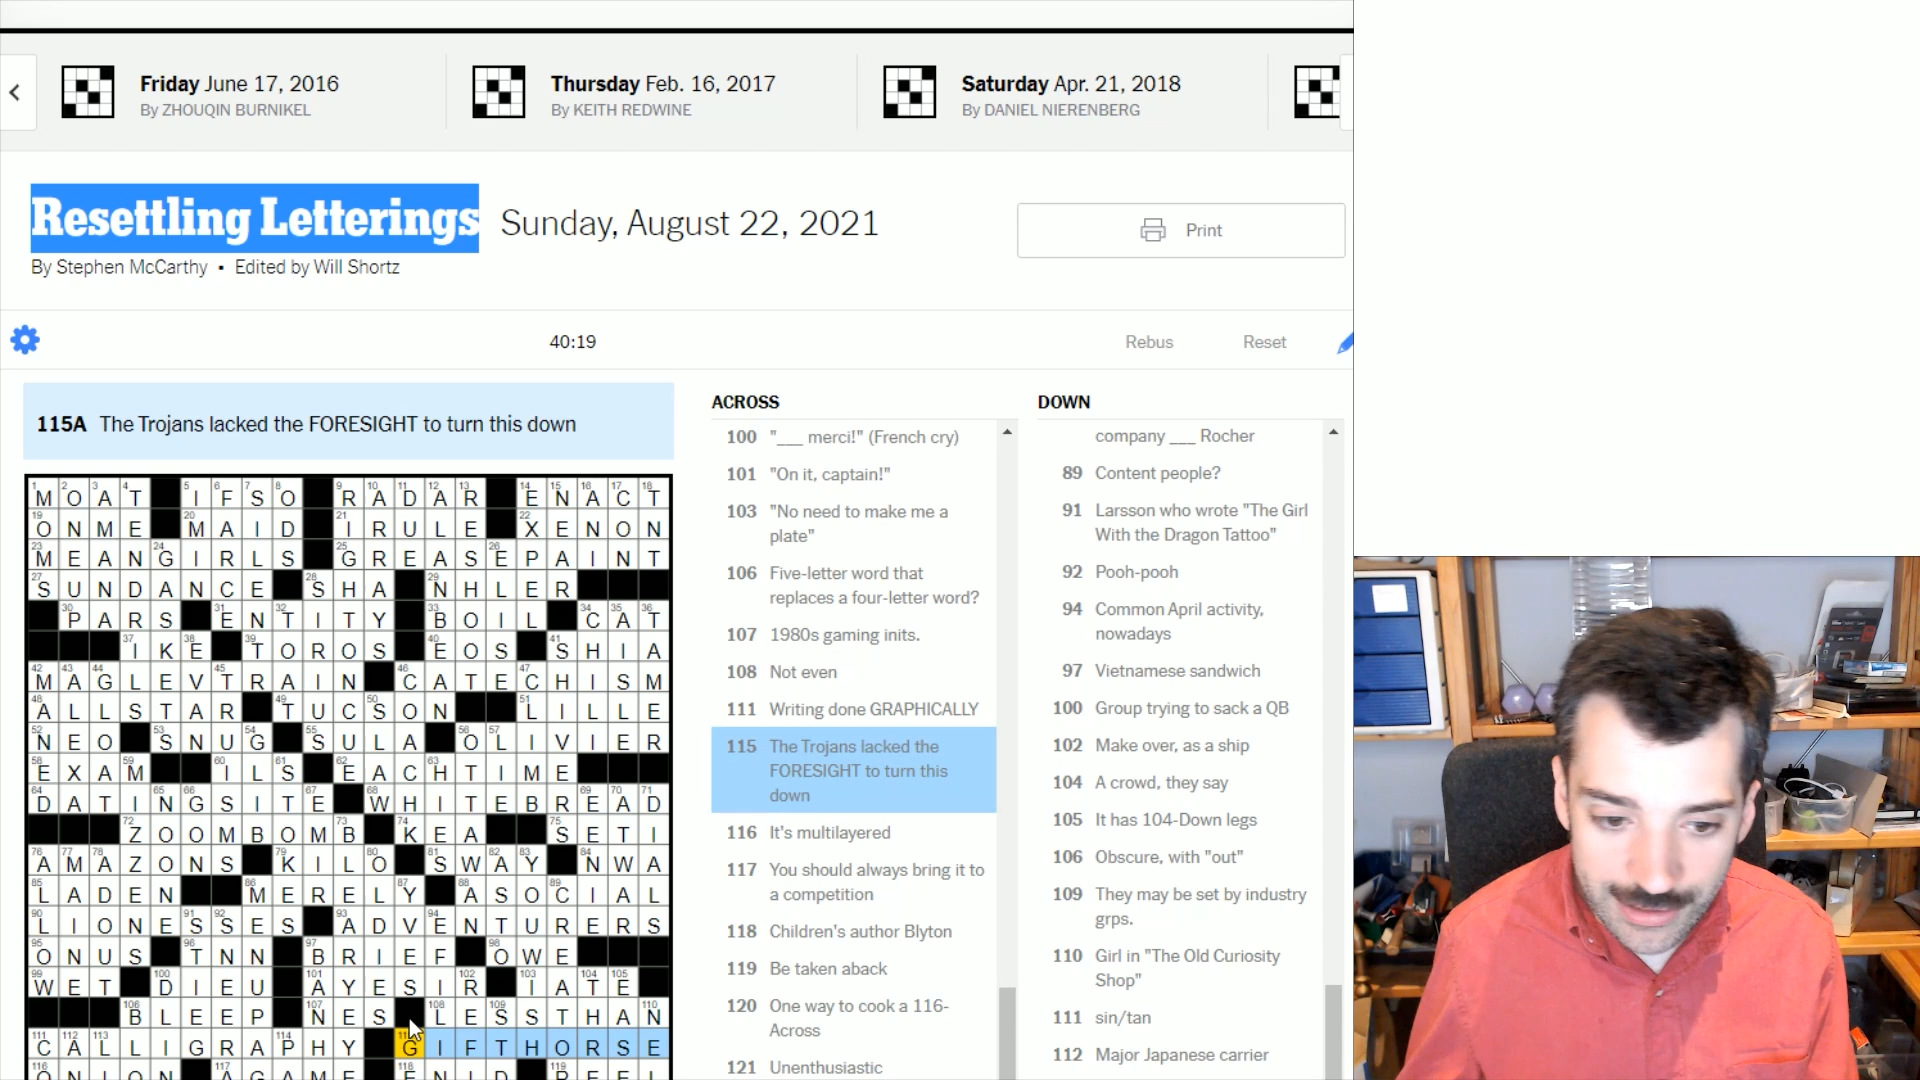 Friday June 17, 2016
By ZHOUQIN BURNIKEL
Thursday Feb. 16, 2017
By KEITH REDWINE
Saturday Apr. 21, 2018
By DANIEL NIERENBERG
Resettling Letterings Sunday, August 22, 2021
By Stephen McCarthy • Edited by Will Shortz
Print
40:19
Rebus
Reset
115A The Trojans lacked the FORESIGHT to turn this down
MOAT IFSO RADAR ENACT
ONME MAID IRULE XENON
MEANGIRLS GREASEPAINT
SUNDANCE SHA NHLER
PARS ENTITY BOIL CAT
IKE TOROS EOS SHIA
MAGLEVTRAIN CATECHISM
ALLSTAR TUCSON LILLE
NEO SNUG SULA OLIVIER
EXAM ILS EACHTIME
DATINGSITE WHITEBREAD
ZOOMBOMB KEA SETI
AMAZONS KILO SWAY NWA
LADEN MERELY ASOCIAL
LIONESSES ADVENTURERS
ONUS TNN BRIEF OWE
WET DIEU AYESIR IATE
BLEEP NES LESSTHAN
CALLIGRAPHY GIFTHORSE
ONION AGAME ENID REEL
ACROSS
100 "___ merci!" (French cry)
101 "On it, captain!"
103 "No need to make me a
plate"
106 Five-letter word that
replaces a four-letter word?
107 1980s gaming inits.
108 Not even
111 Writing done GRAPHICALLY
115 The Trojans lacked the
FORESIGHT to turn this
down
116 It's multilayered
117 You should always bring it to
a competition
118 Children's author Blyton
119 Be taken aback
120 One way to cook a 116-
Across
121 Unenthusiastic
DOWN
company ___ Rocher
89 Content people?
91 Larsson who wrote "The Girl
With the Dragon Tattoo"
92 Pooh-pooh
94 Common April activity,
nowadays
97 Vietnamese sandwich
100 Group trying to sack a QB
102 Make over, as a ship
104 A crowd, they say
105 It has 104-Down legs
106 Obscure, with "out"
109 They may be set by industry
grps.
110 Girl in "The Old Curiosity
Shop"
111 sin/tan
112 Major Japanese carrier